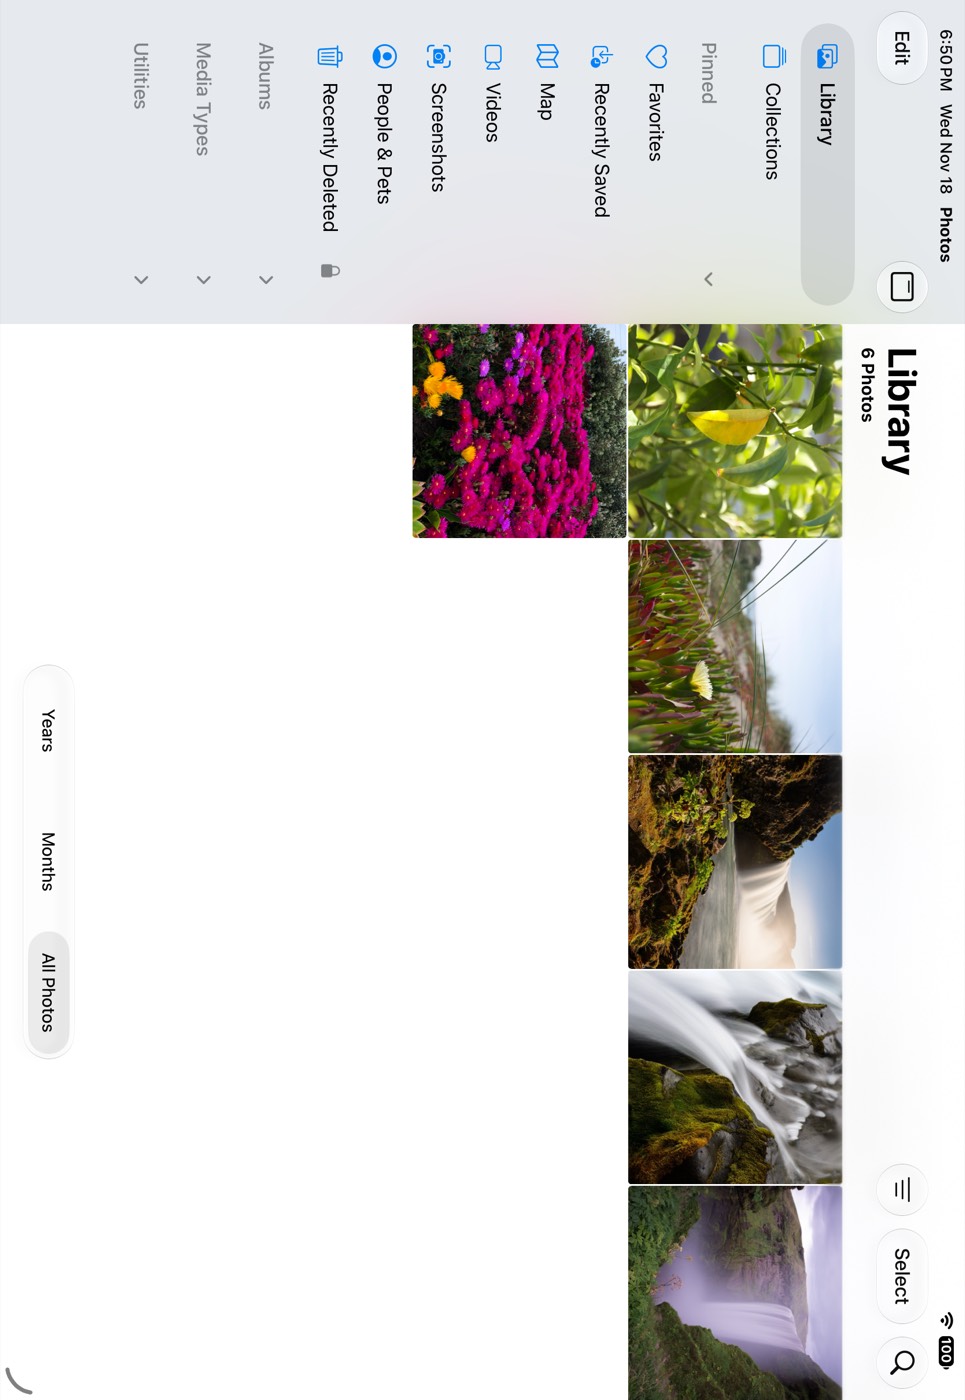 6:50 PM Wed Nov 18 Photos
100
Edit
Library
6 Photos
Select
Library
Collections
Pinned
Favorites
Recently Saved
Map
Videos
Screenshots
People & Pets
Recently Deleted
Albums
Media Types
Utilities
Years
Months
All Photos